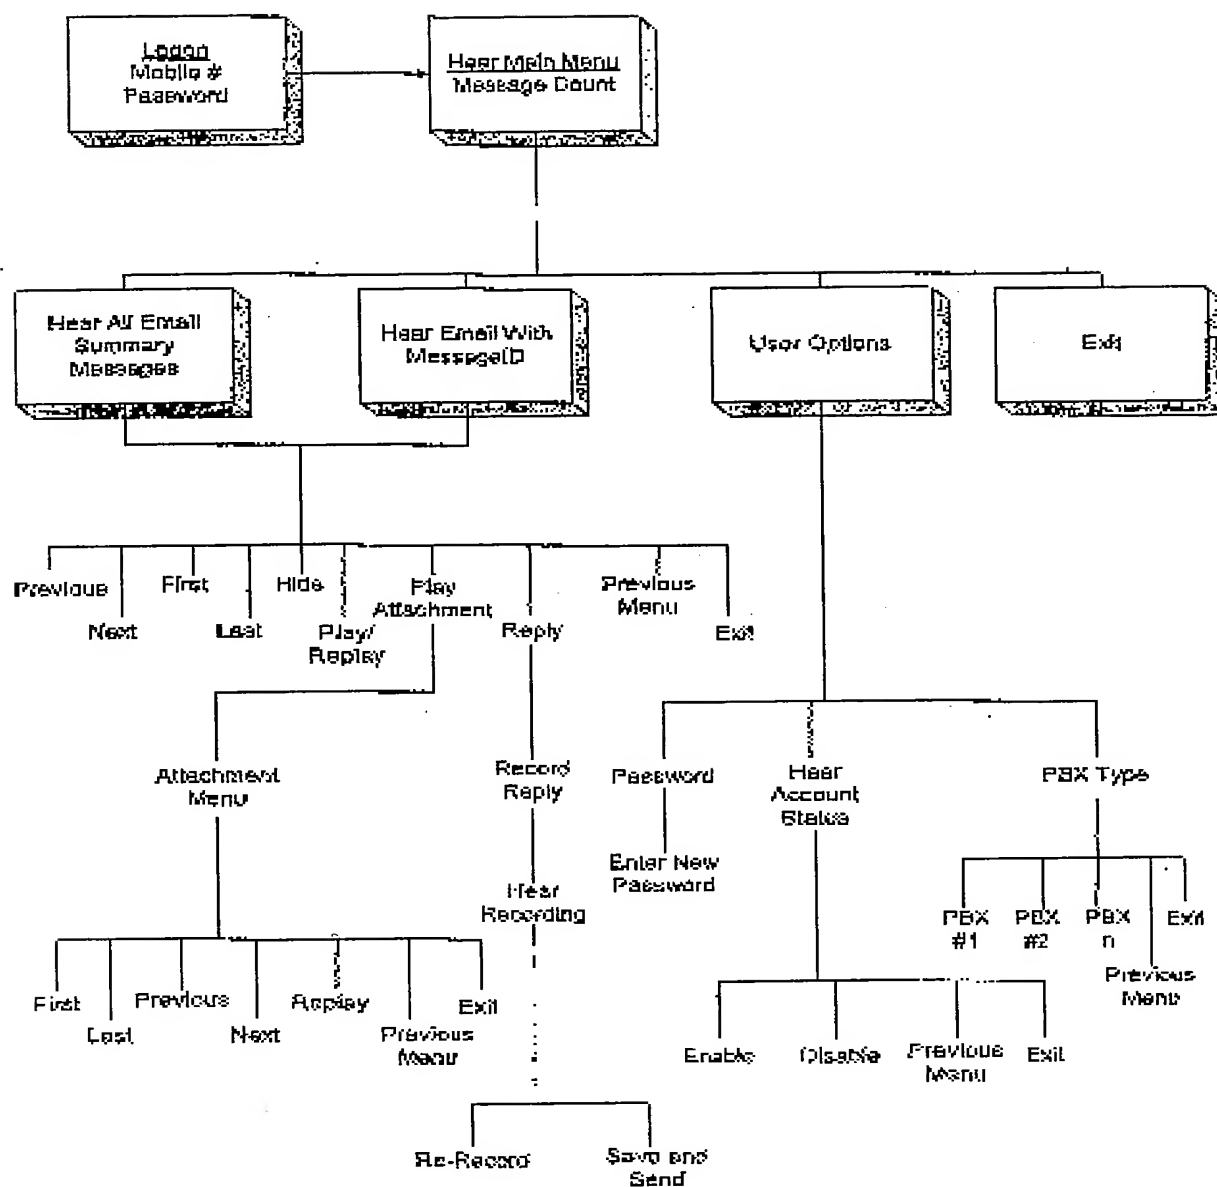 Logon
Mobile #
Password
Hear Main Menu
Message Count
Hear All Email
Summary
Messages
Hear Email With
MessageID
User Options
Exit
Previous
Next
First
Last
Hide
Play/
Replay
Play
Attachment
Reply
Previous
Menu
Exit
Attachment
Menu
Record
Reply
Password
Hear
Account
Status
PBX Type
Enter New
Password
Hear
Recording
PBX
#1
PBX
#2
PBX
n
Previous
Menu
Exit
First
Last
Previous
Next
Replay
Previous
Menu
Exit
Enable
Disable
Previous
Menu
Exit
Re-Record
Save and
Send